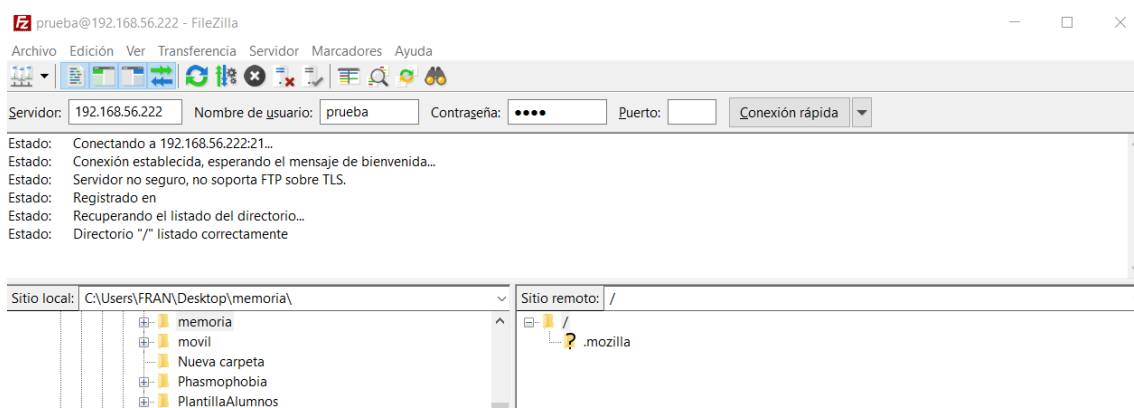 prueba@192.168.56.222 - FileZilla
Archivo Edición Ver Transferencia Servidor Marcadores Ayuda
Servidor: 192.168.56.222 Nombre de usuario: prueba Contraseña: •••• Puerto: Conexión rápida
Estado: Conectando a 192.168.56.222:21...
Estado: Conexión establecida, esperando el mensaje de bienvenida...
Estado: Servidor no seguro, no soporta FTP sobre TLS.
Estado: Registrado en
Estado: Recuperando el listado del directorio...
Estado: Directorio "/" listado correctamente
Sitio local: C:\Users\FRAN\Desktop\memoria\ Sitio remoto: /
memoria /
movil .mozilla
Nueva carpeta
Phasmophobia
PlantillaAlumnos